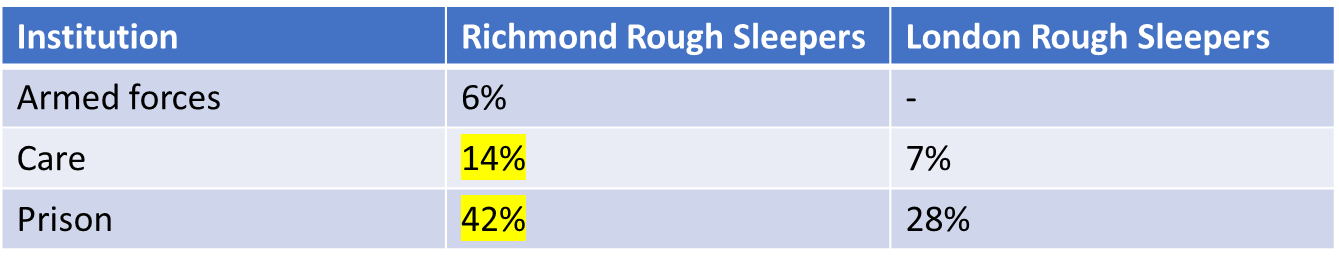 Institution Richmond Rough Sleepers London Rough Sleepers
Armed forces 6% -
Care 14% 7%
Prison 42% 28%